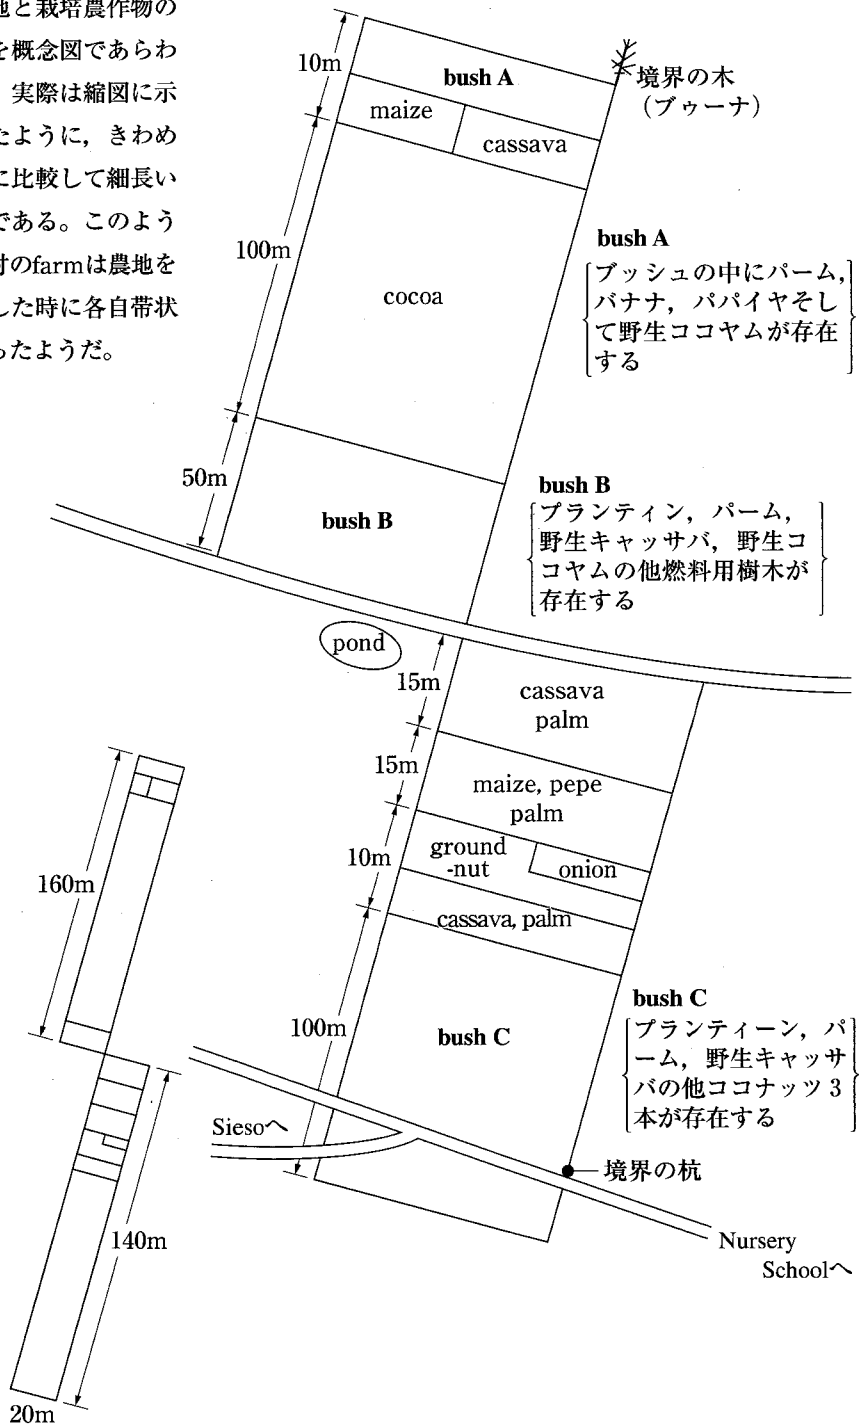 地と栽培農作物の
を概念図であらわ
実際は縮図に示
たように，きわめ
に比較して細長い
である。このよう
村のfarmは農地を
した時に各自帯状
ったようだ。
10m
bush A
境界の木
（ブゥーナ）
maize
cassava
100m
cocoa
bush A
ブッシュの中にパーム，
バナナ，パパイヤそし
て野生ココヤムが存在
する
50m
bush B
bush B
プランティン，パーム，
野生キャッサバ，野生コ
コヤムの他燃料用樹木が
存在する
pond
15m
cassava
palm
15m
maize, pepe
palm
10m
ground
-nut
onion
cassava, palm
160m
100m
bush C
bush C
プランティーン，パ
ーム，野生キャッサ
バの他ココナッツ3
本が存在する
Siesoへ
境界の杭
Nursery
Schoolへ
140m
20m